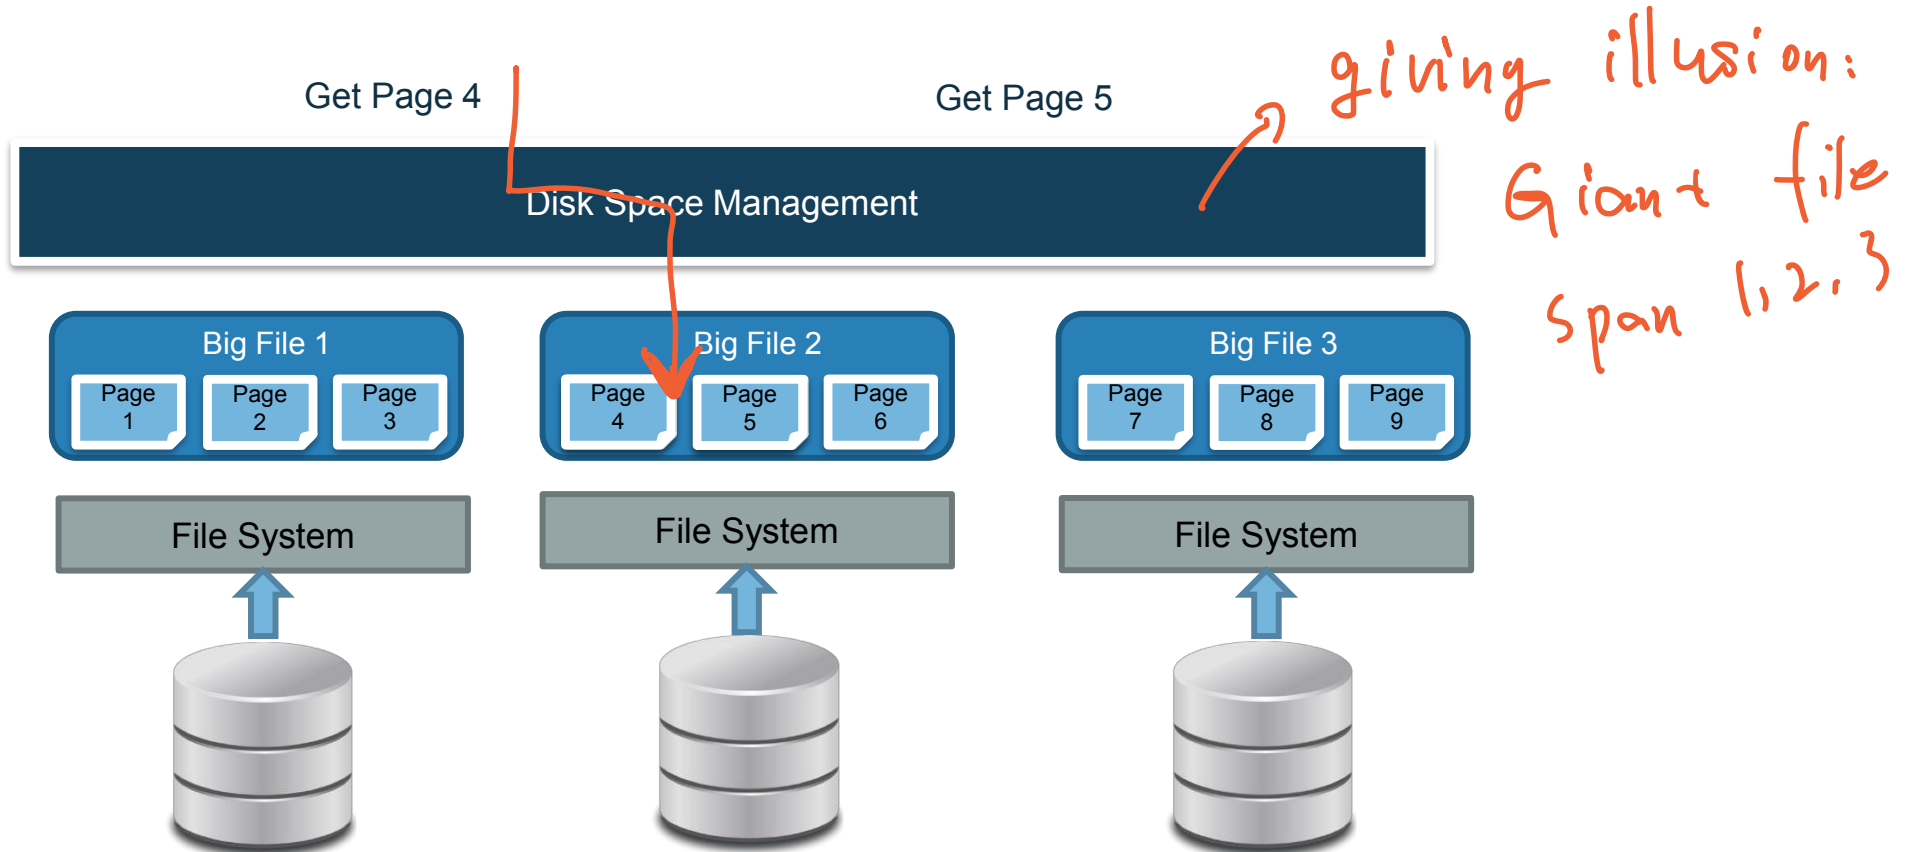 Get Page 4
Get Page 5
giving illusion:
Giant file
span 1, 2, 3
Disk Space Management
Big File 1
Page
1
Page
2
Page
3
Big File 2
Page
4
Page
5
Page
6
Big File 3
Page
7
Page
8
Page
9
File System
File System
File System